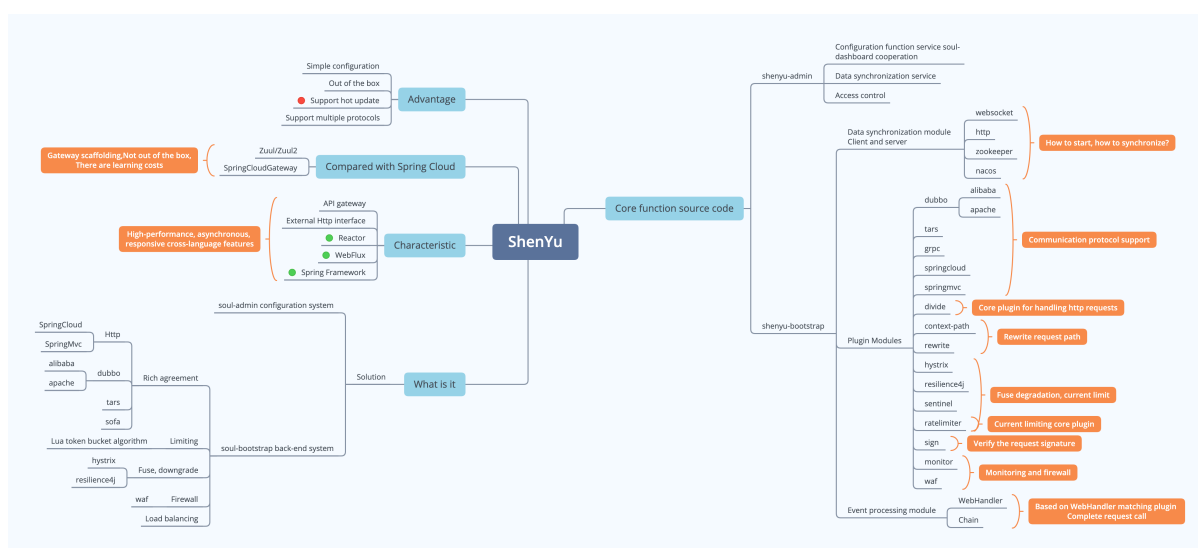 ShenYu
Advantage
Simple configuration
Out of the box
Support hot update
Support multiple protocols
Compared with Spring Cloud
Zuul/Zuul2
SpringCloudGateway
Gateway scaffolding,Not out of the box,
There are learning costs
Characteristic
API gateway
External Http interface
Reactor
WebFlux
Spring Framework
High-performance, asynchronous,
responsive cross-language features
What is it
Solution
soul-admin configuration system
soul-bootstrap back-end system
Rich agreement
Http
SpringCloud
SpringMvc
dubbo
alibaba
apache
tars
sofa
Limiting
Lua token bucket algorithm
Fuse, downgrade
hystrix
resilience4j
Firewall
waf
Load balancing
Core function source code
shenyu-admin
Configuration function service soul-
dashboard cooperation
Data synchronization service
Access control
shenyu-bootstrap
Data synchronization module
Client and server
websocket
http
zookeeper
nacos
How to start, how to synchronize?
Plugin Modules
dubbo
alibaba
apache
tars
grpc
springcloud
springmvc
Communication protocol support
divide
Core plugin for handling http requests
context-path
rewrite
Rewrite request path
hystrix
resilience4j
sentinel
ratelimiter
Fuse degradation, current limit
Current limiting core plugin
sign
Verify the request signature
monitor
waf
Monitoring and firewall
Event processing module
WebHandler
Chain
Based on WebHandler matching plugin
Complete request call